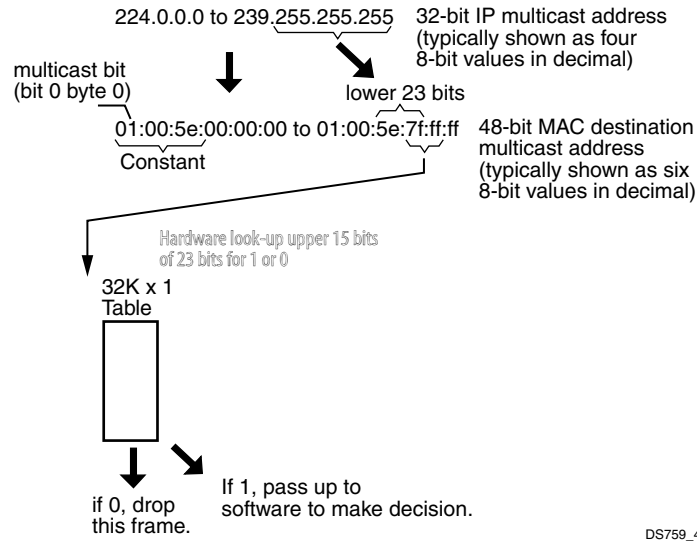 224.0.0.0 to 239.255.255.255
32-bit IP multicast address
(typically shown as four
8-bit values in decimal)
multicast bit
(bit 0 byte 0)
lower 23 bits
01:00:5e:00:00:00 to 01:00:5e:7f:ff:ff
48-bit MAC destination
multicast address
(typically shown as six
8-bit values in decimal)
Constant
Hardware look-up upper 15 bits
of 23 bits for 1 or 0
32K x 1
Table
if 0, drop
this frame.
If 1, pass up to
software to make decision.